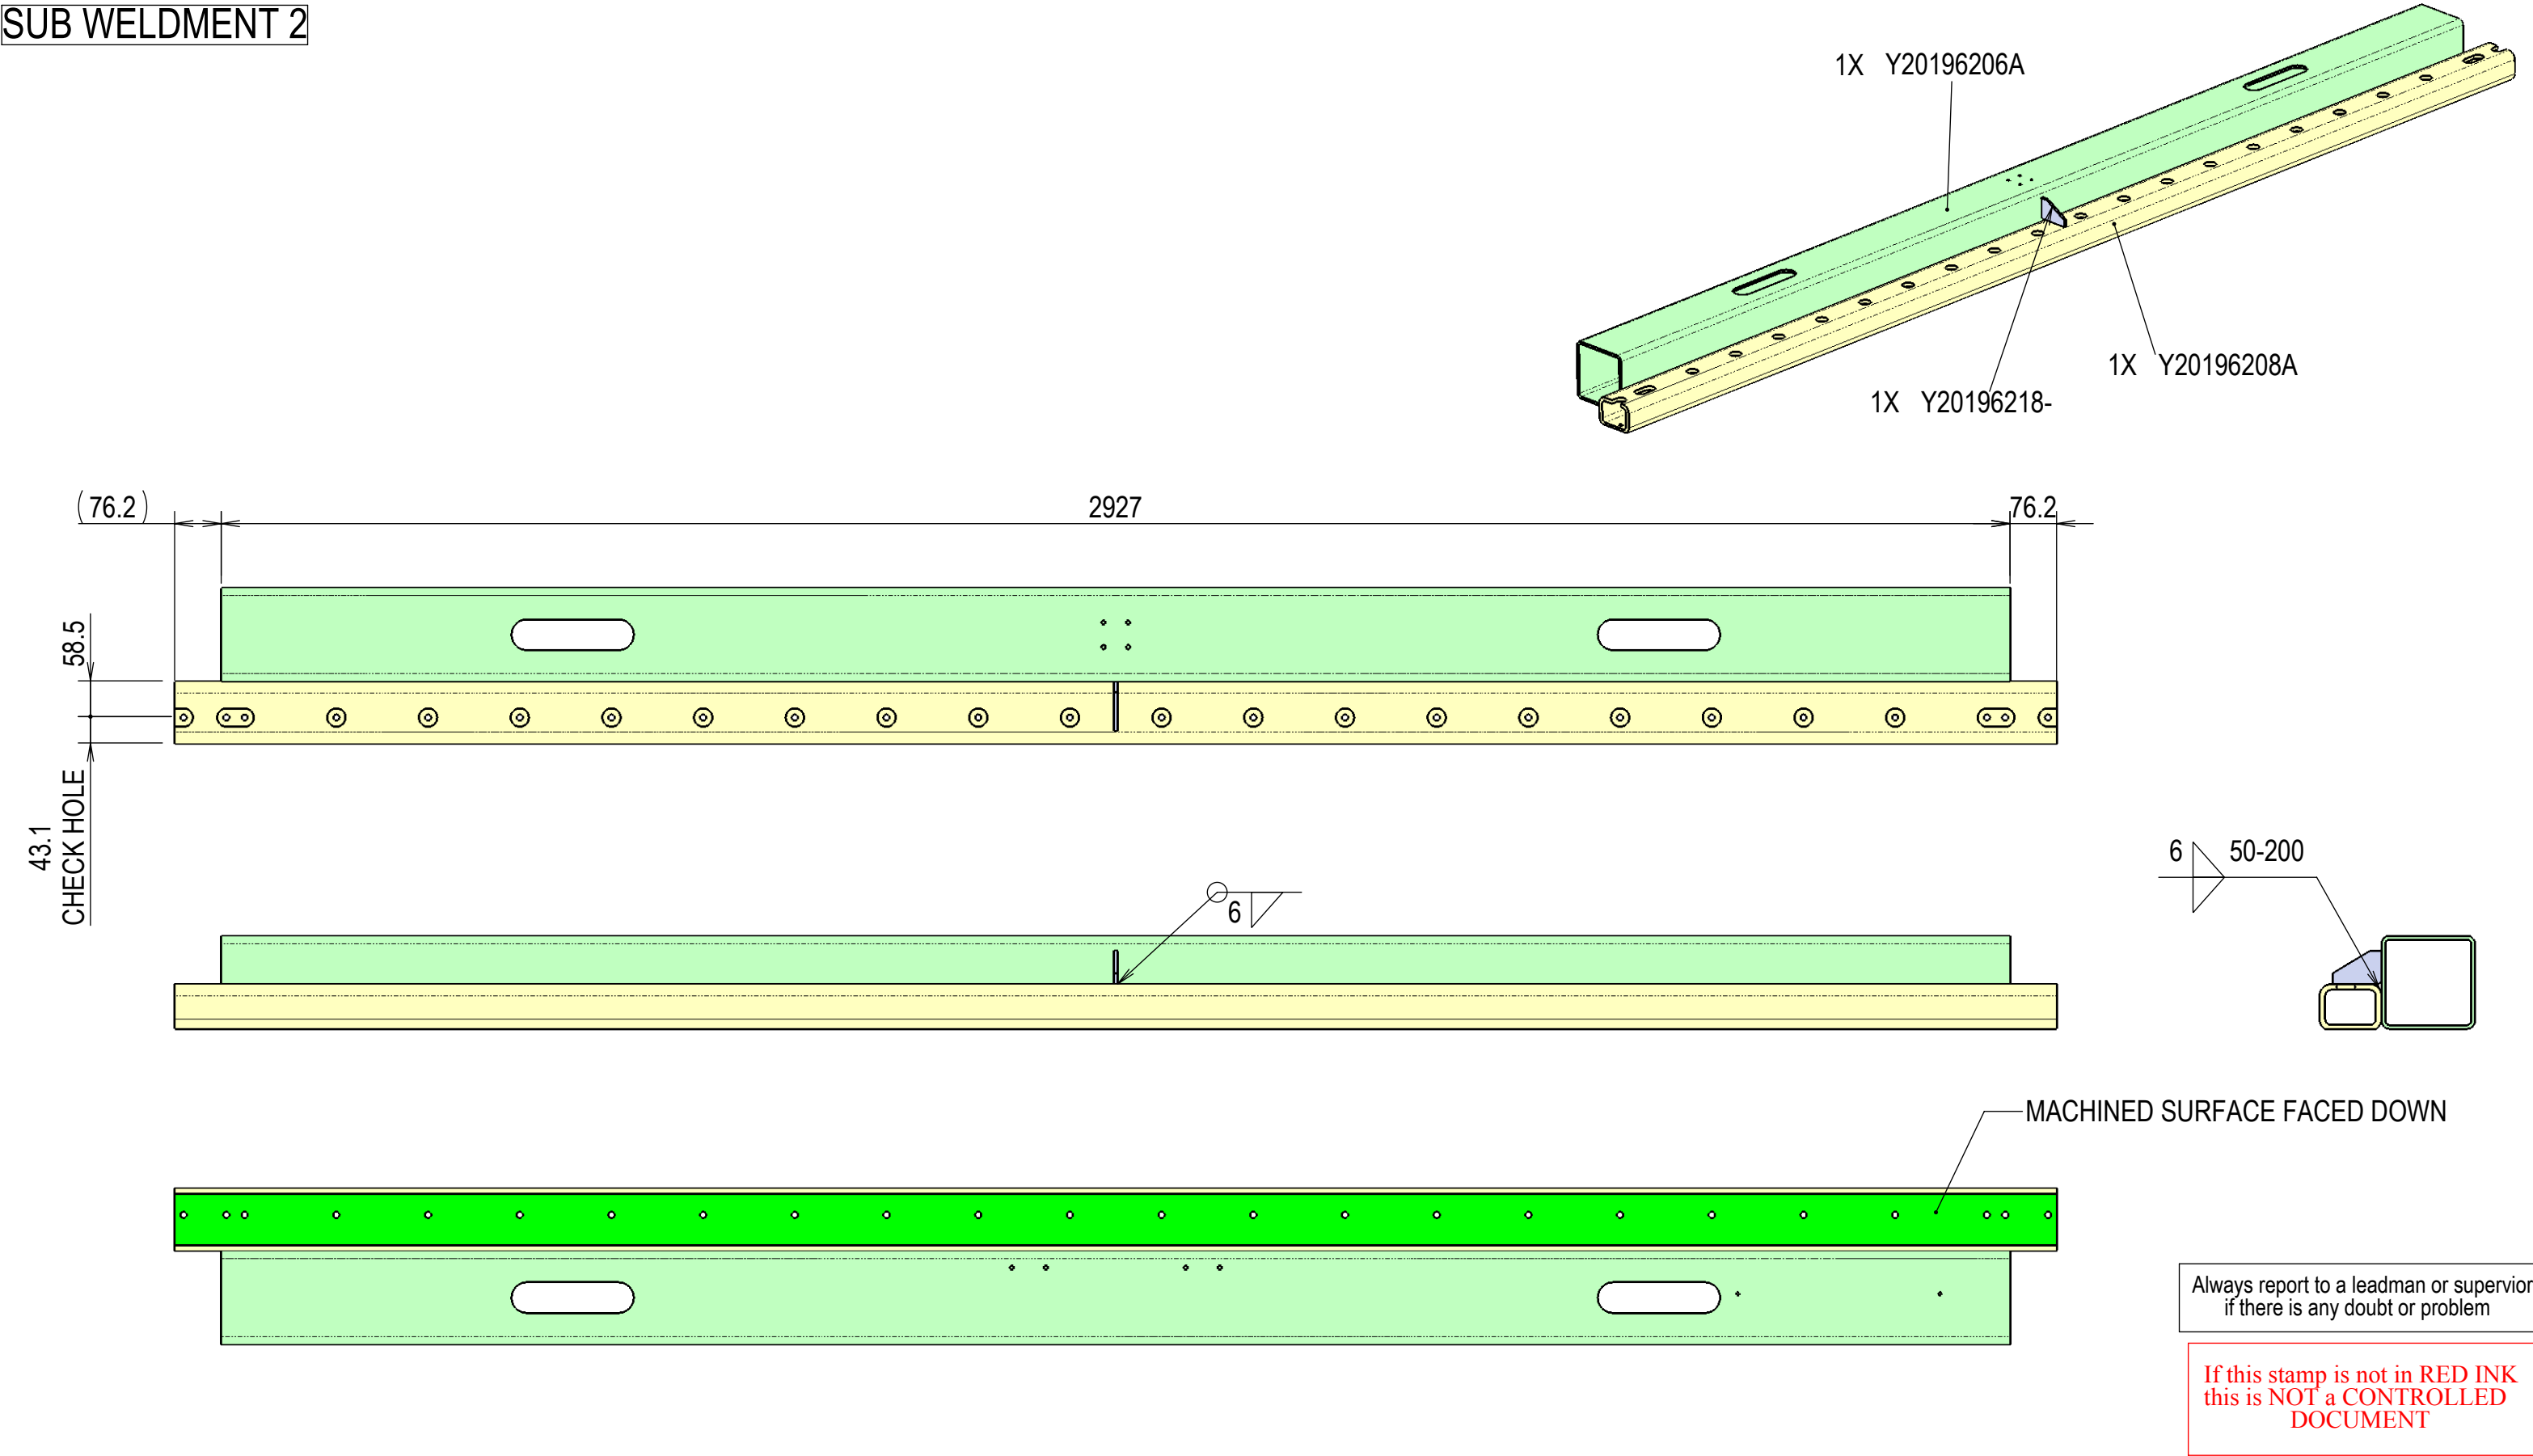 SUB WELDMENT 2
1X Y20196206A
1X Y20196208A
1X Y20196218-
(76.2)
2927
76.2
58.5
43.1
CHECK HOLE
6
6
50-200
MACHINED SURFACE FACED DOWN
Always report to a leadman or supervior
if there is any doubt or problem
If this stamp is not in RED INK
this is NOT a CONTROLLED
DOCUMENT